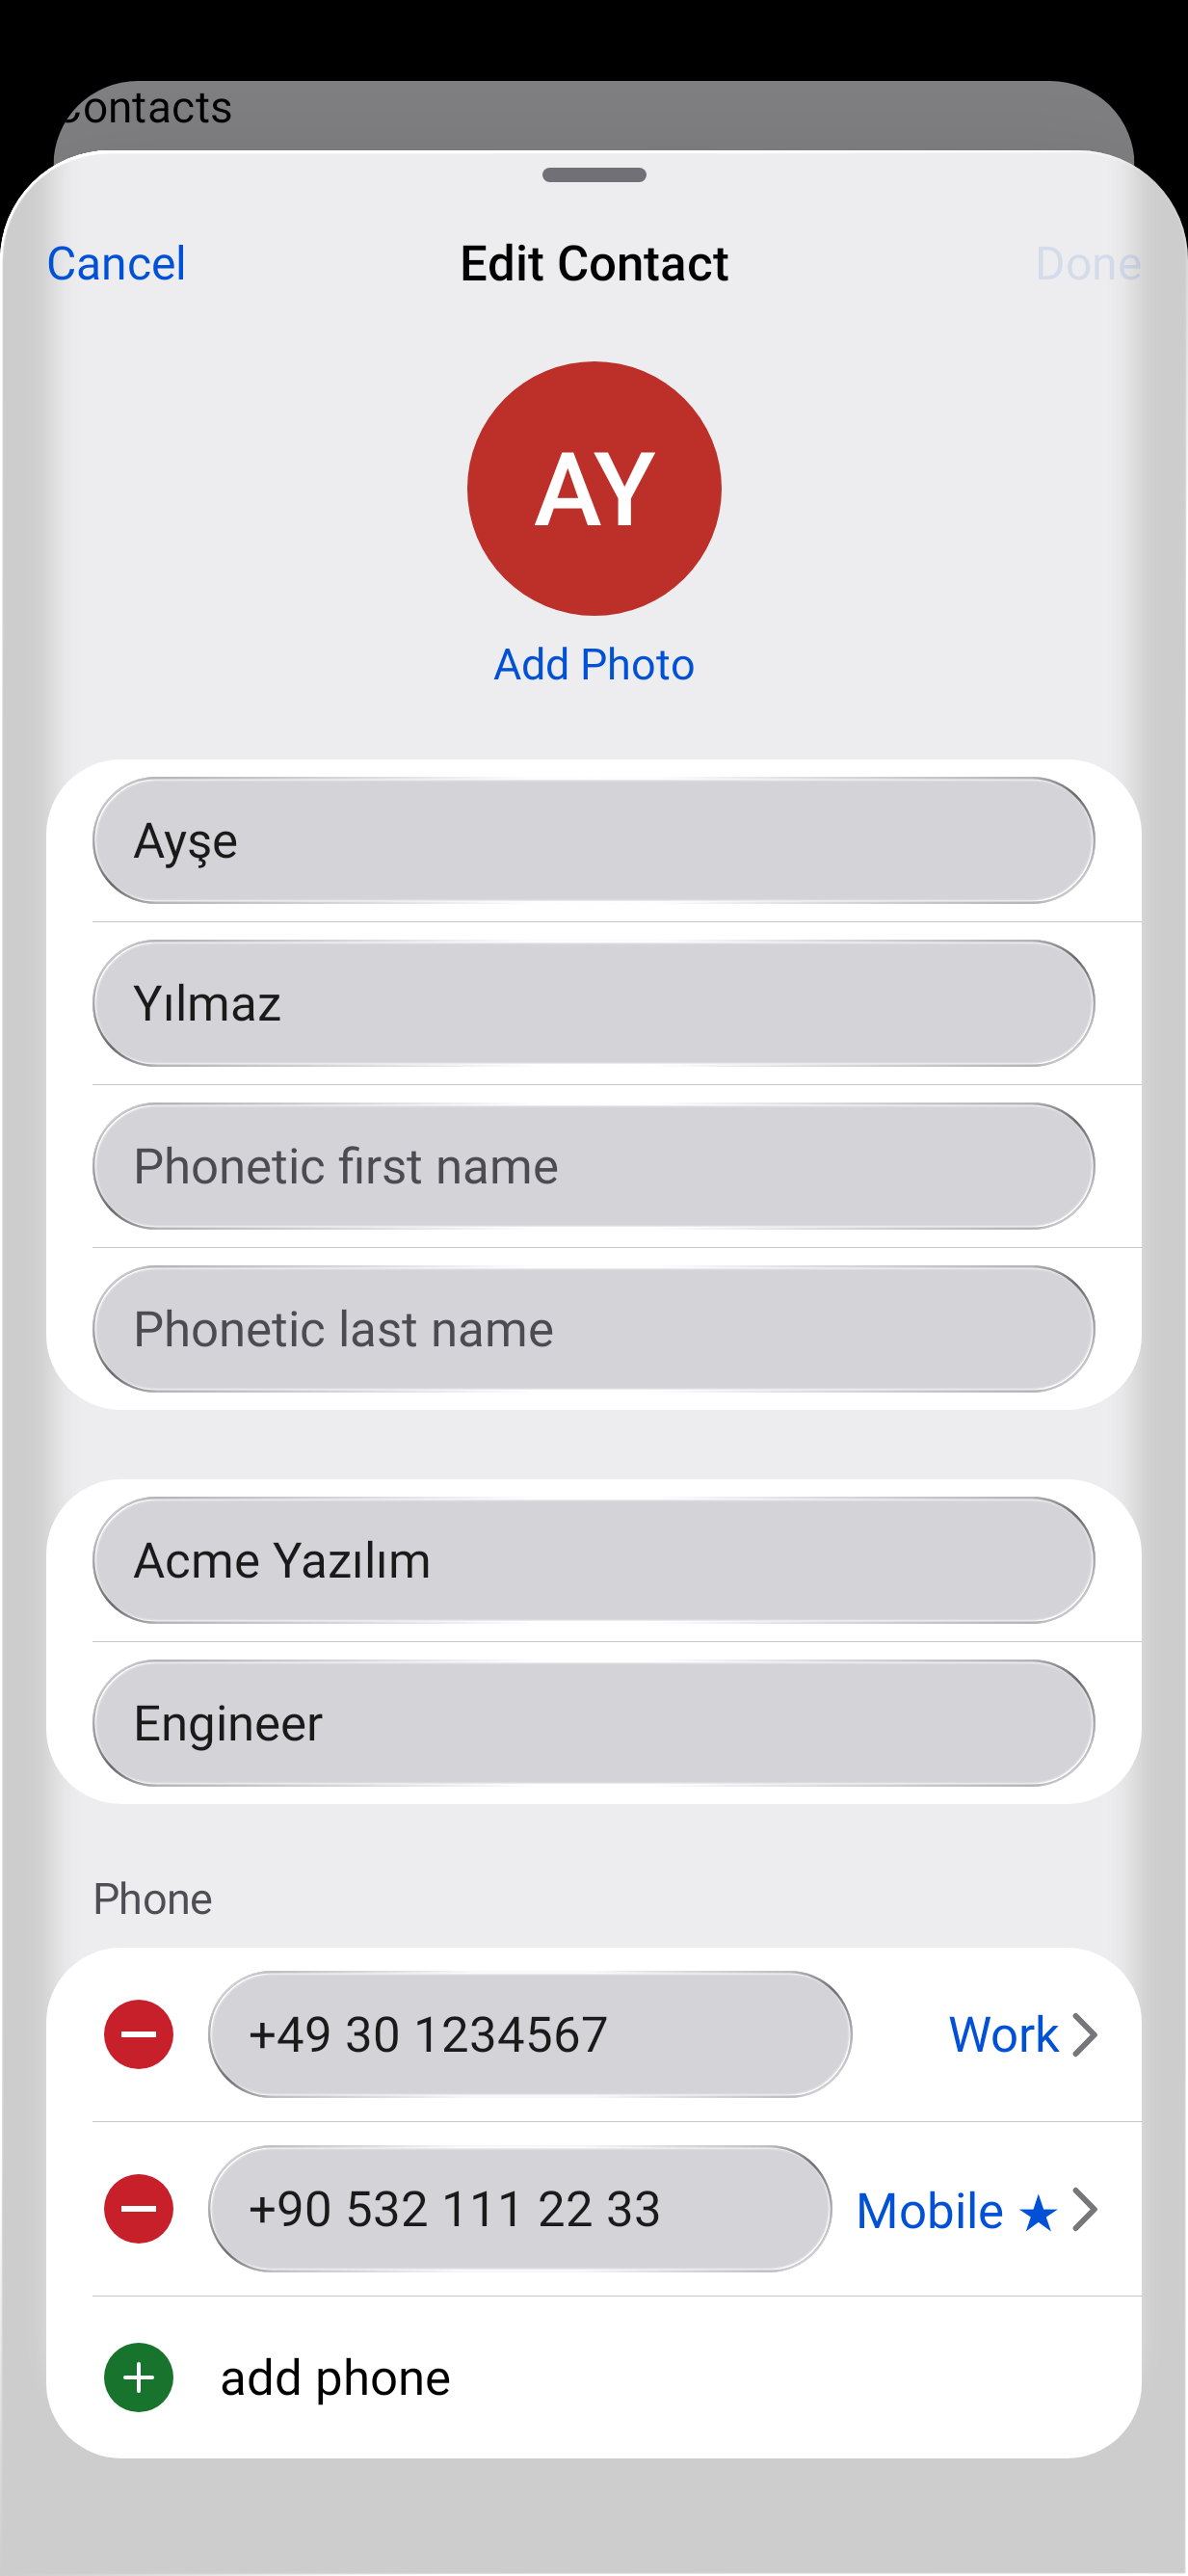 Contacts
Cancel
Edit Contact
Done
AY
Add Photo
Ayşe
Yılmaz
Phonetic first name
Phonetic last name
Acme Yazılım
Engineer
Phone
+49 30 1234567
Work
+90 532 111 22 33
Mobile ★
add phone